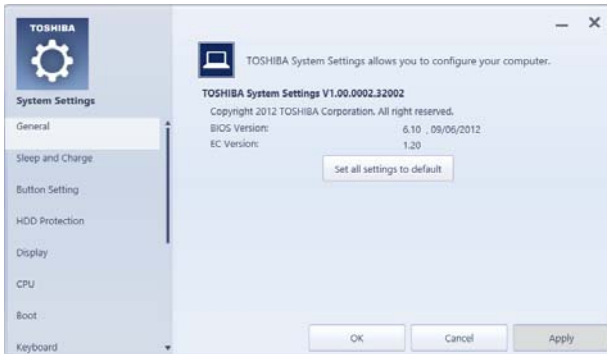 TOSHIBA
System Settings
General
Sleep and Charge
Button Setting
HDD Protection
Display
CPU
Boot
Keyboard
TOSHIBA System Settings allows you to configure your computer.
TOSHIBA System Settings V1.00.0002.32002
Copyright 2012 TOSHIBA Corporation. All right reserved.
BIOS Version: 6.10 , 09/06/2012
EC Version: 1.20
Set all settings to default
OK Cancel Apply